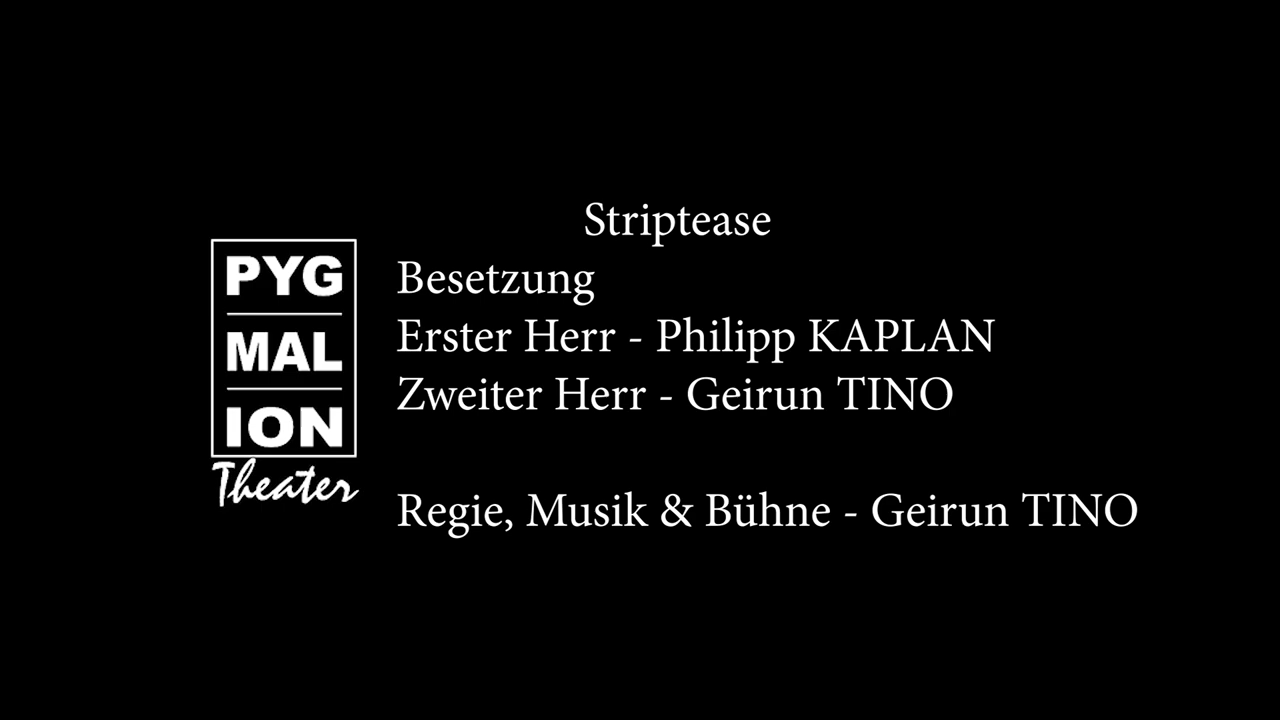 PYG
MAL
ION
Theater
Striptease
Besetzung
Erster Herr - Philipp KAPLAN
Zweiter Herr - Geirun TINO
Regie, Musik & Bühne - Geirun TINO